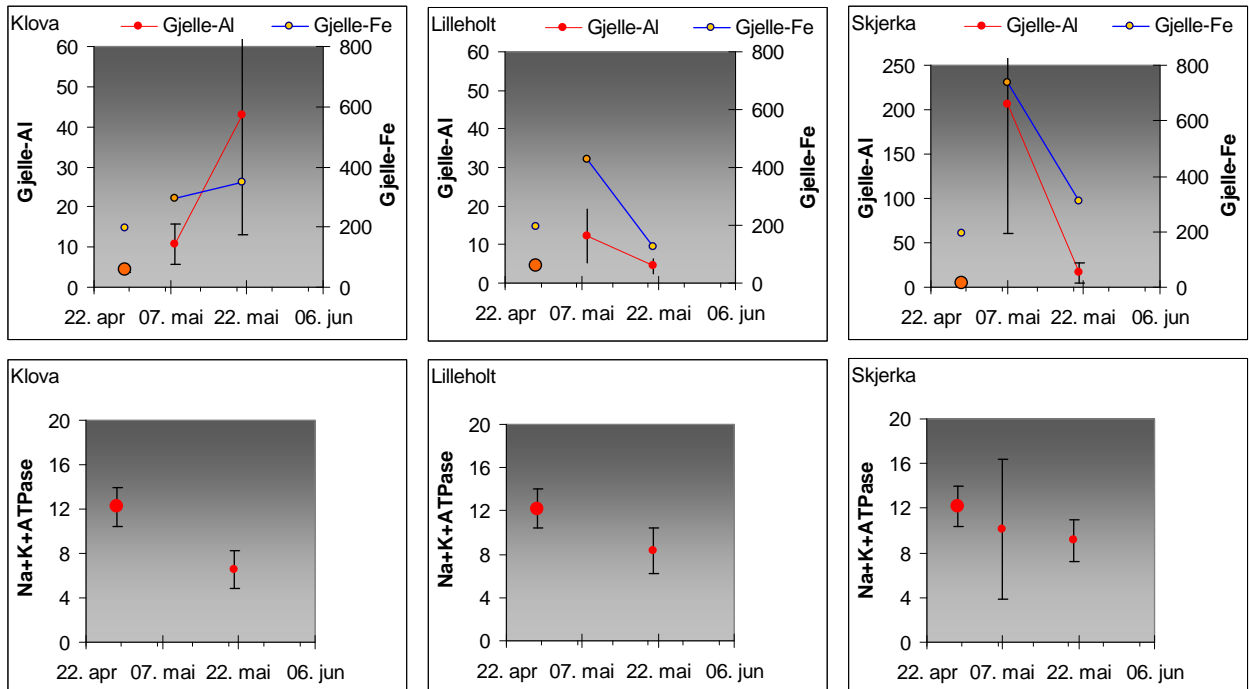 Klova
Gjelle-Al Gjelle-Fe
60 800
50
600
40
30 400
20
200
10
0 0
Gjelle-Al
Gjelle-Fe
22. apr 07. mai 22. mai 06. jun
Lilleholt
Gjelle-Al Gjelle-Fe
60 800
50
600
40
30 400
20
200
10
0 0
Gjelle-Al
Gjelle-Fe
22. apr 07. mai 22. mai 06. jun
Skjerka
Gjelle-Al Gjelle-Fe
250 800
200
600
150
400
100
200
50
0 0
Gjelle-Al
Gjelle-Fe
22. apr 07. mai 22. mai 06. jun
Klova
20
16
12
8
4
0
Na+K+ATPase
22. apr 07. mai 22. mai 06. jun
Lilleholt
20
16
12
8
4
0
Na+K+ATPase
22. apr 07. mai 22. mai 06. jun
Skjerka
20
16
12
8
4
0
Na+K+ATPase
22. apr 07. mai 22. mai 06. jun